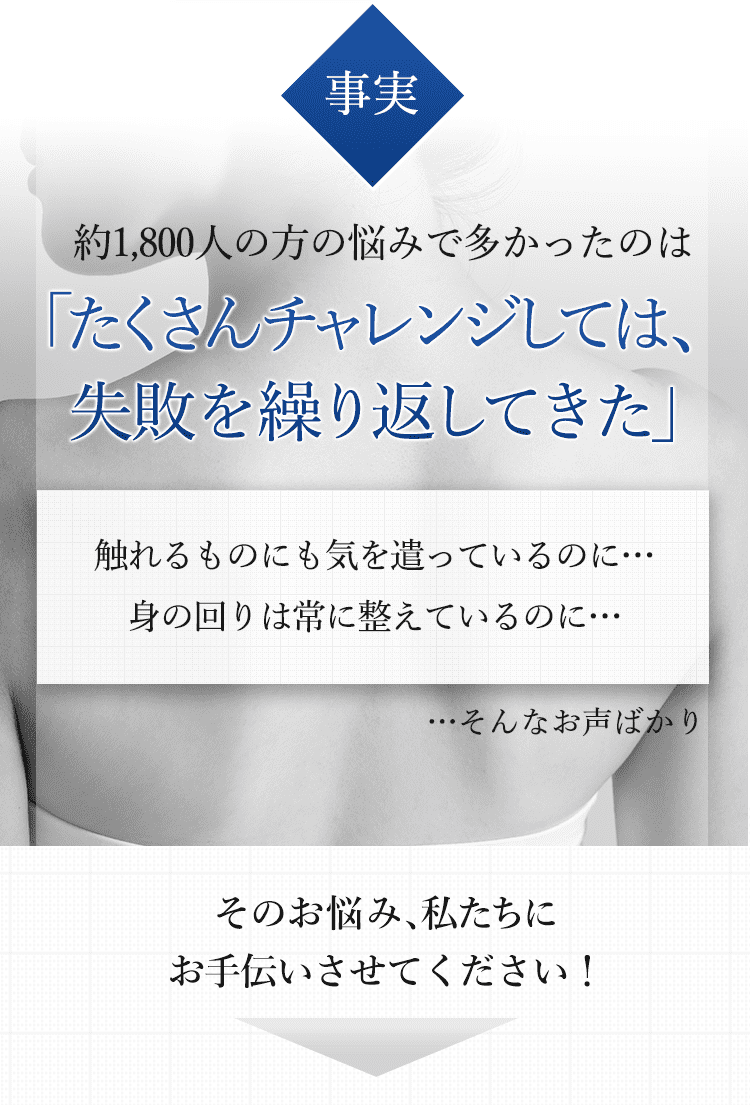 事実
約1,800人の方の悩みで多かったのは
「たくさんチャレンジしては、
失敗を繰り返してきた」
触れるものにも気を遣っているのに…
身の回りは常に整えているのに…
…そんなお声ばかり
そのお悩み、私たちに
お手伝いさせてください！